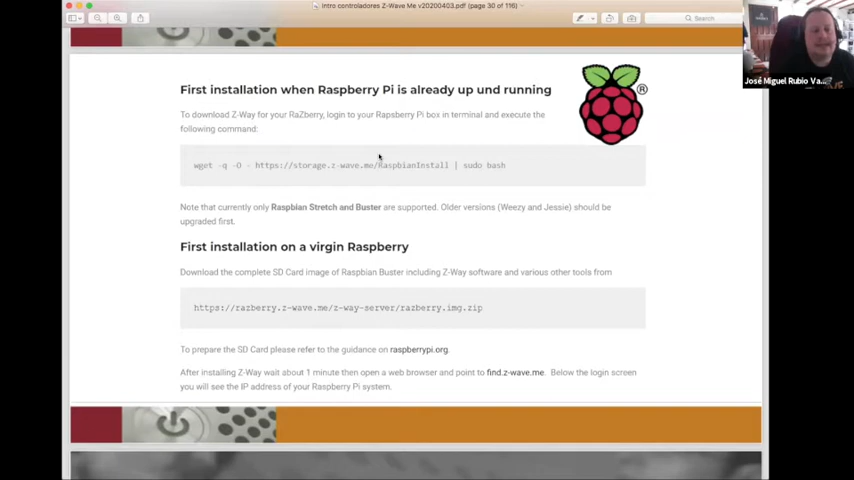 Intro controladores Z-Wave Me v20200403.pdf (page 30 of 116)
Search
José Miguel Rubio Va...
First installation when Raspberry Pi is already up und running
To download Z-Way for your RaZberry, login to your Rapsberry Pi box in terminal and execute the
following command:
wget -q -O - https://storage.z-wave.me/RaspbianInstall | sudo bash
Note that currently only Raspbian Stretch and Buster are supported. Older versions (Weezy and Jessie) should be
upgraded first.
First installation on a virgin Raspberry
Download the complete SD Card image of Raspbian Buster including Z-Way software and various other tools from
https://razberry.z-wave.me/z-way-server/razberry.img.zip
To prepare the SD Card please refer to the guidance on raspberrypi.org.
After installing Z-Way wait about 1 minute then open a web browser and point to find.z-wave.me. Below the login screen
you will see the IP address of your Raspberry Pi system.